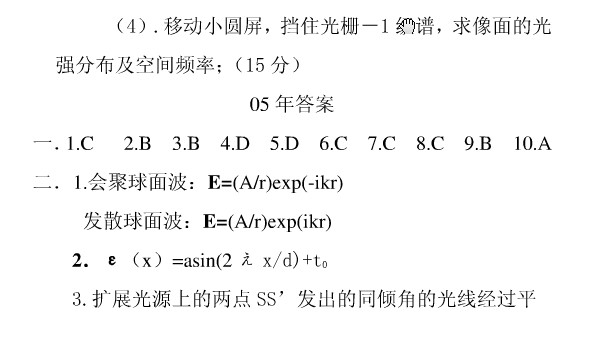 （4）.移动小圆屏，挡住光栅－1 谱，求像面的光
强分布及空间频率；（15 分）
05 年答案
一．1.C 2.B 3.B 4.D 5.D 6.C 7.C 8.C 9.B 10.A
二．1.会聚球面波：E=(A/r)exp(-ikr)
发散球面波：E=(A/r)exp(ikr)
2．ε（x）=asin(2 え x/d)+t₀
3.扩展光源上的两点 SS’发出的同倾角的光线经过平